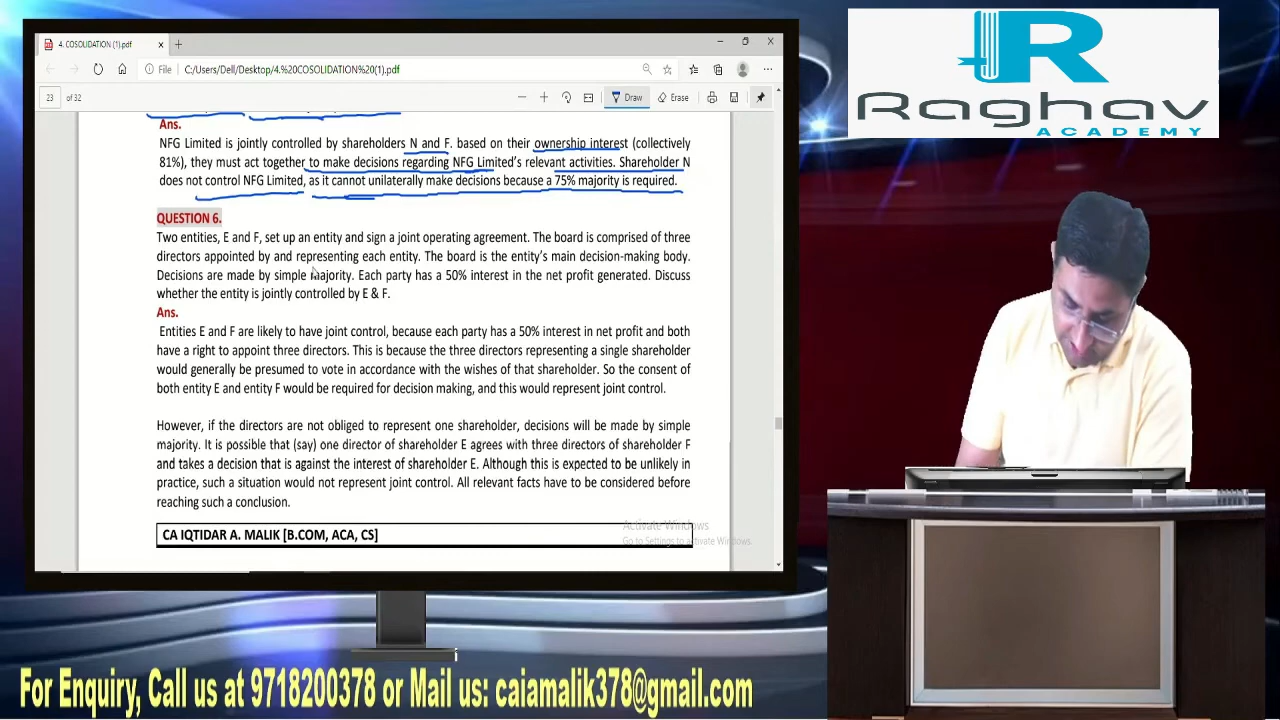 4. COSOLIDATION (1).pdf
File C:/Users/Dell/Desktop/4.%20COSOLIDATION%20(1).pdf
23 of 32 Draw Erase
Ans.
NFG Limited is jointly controlled by shareholders N and F. based on their ownership interest (collectively
81%), they must act together to make decisions regarding NFG Limited's relevant activities. Shareholder N
does not control NFG Limited, as it cannot unilaterally make decisions because a 75% majority is required.
QUESTION 6.
Two entities, E and F, set up an entity and sign a joint operating agreement. The board is comprised of three
directors appointed by and representing each entity. The board is the entity's main decision-making body.
Decisions are made by simple majority. Each party has a 50% interest in the net profit generated. Discuss
whether the entity is jointly controlled by E & F.
Ans.
Entities E and F are likely to have joint control, because each party has a 50% interest in net profit and both
have a right to appoint three directors. This is because the three directors representing a single shareholder
would generally be presumed to vote in accordance with the wishes of that shareholder. So the consent of
both entity E and entity F would be required for decision making, and this would represent joint control.
However, if the directors are not obliged to represent one shareholder, decisions will be made by simple
majority. It is possible that (say) one director of shareholder E agrees with three directors of shareholder F
and takes a decision that is against the interest of shareholder E. Although this is expected to be unlikely in
practice, such a situation would not represent joint control. All relevant facts have to be considered before
reaching such a conclusion.
CA IQTIDAR A. MALIK [B.COM, ACA, CS]
Activate Windows
Go to Settings to activate Windows.
R
Raghav
ACADEMY
For Enquiry, Call us at 9718200378 or Mail us: caiamalik378@gmail.com